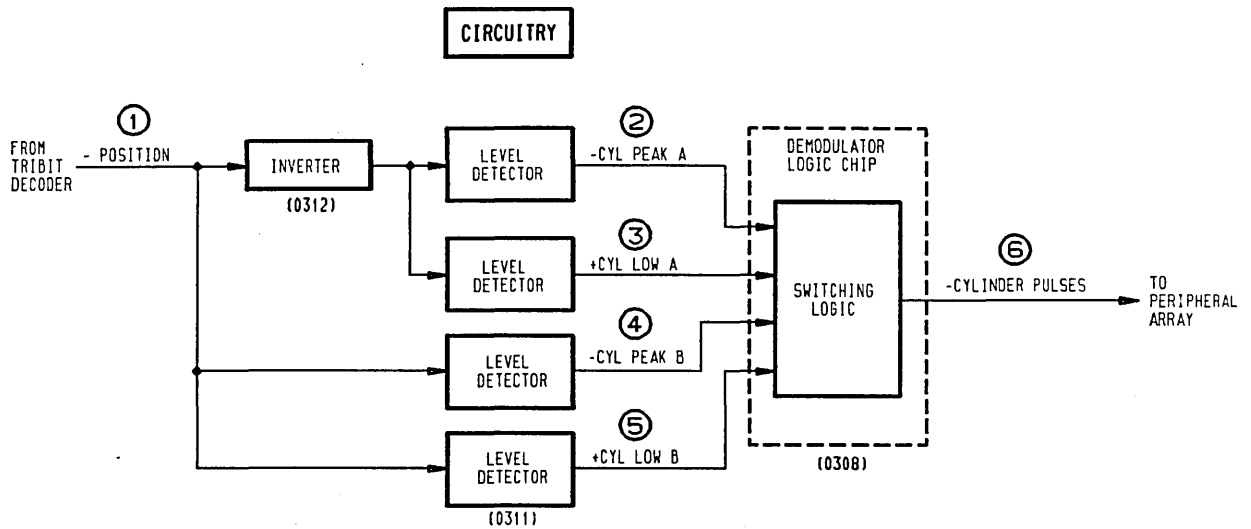 CIRCUITRY
FROM
TRIBIT
DECODER
①
- POSITION
INVERTER
(0312)
LEVEL
DETECTOR
②
-CYL PEAK A
LEVEL
DETECTOR
③
+CYL LOW A
LEVEL
DETECTOR
④
-CYL PEAK B
LEVEL
DETECTOR
(0311)
⑤
+CYL LOW B
DEMODULATOR
LOGIC CHIP
SWITCHING
LOGIC
(0308)
⑥
-CYLINDER PULSES
TO
PERIPHERAL
ARRAY